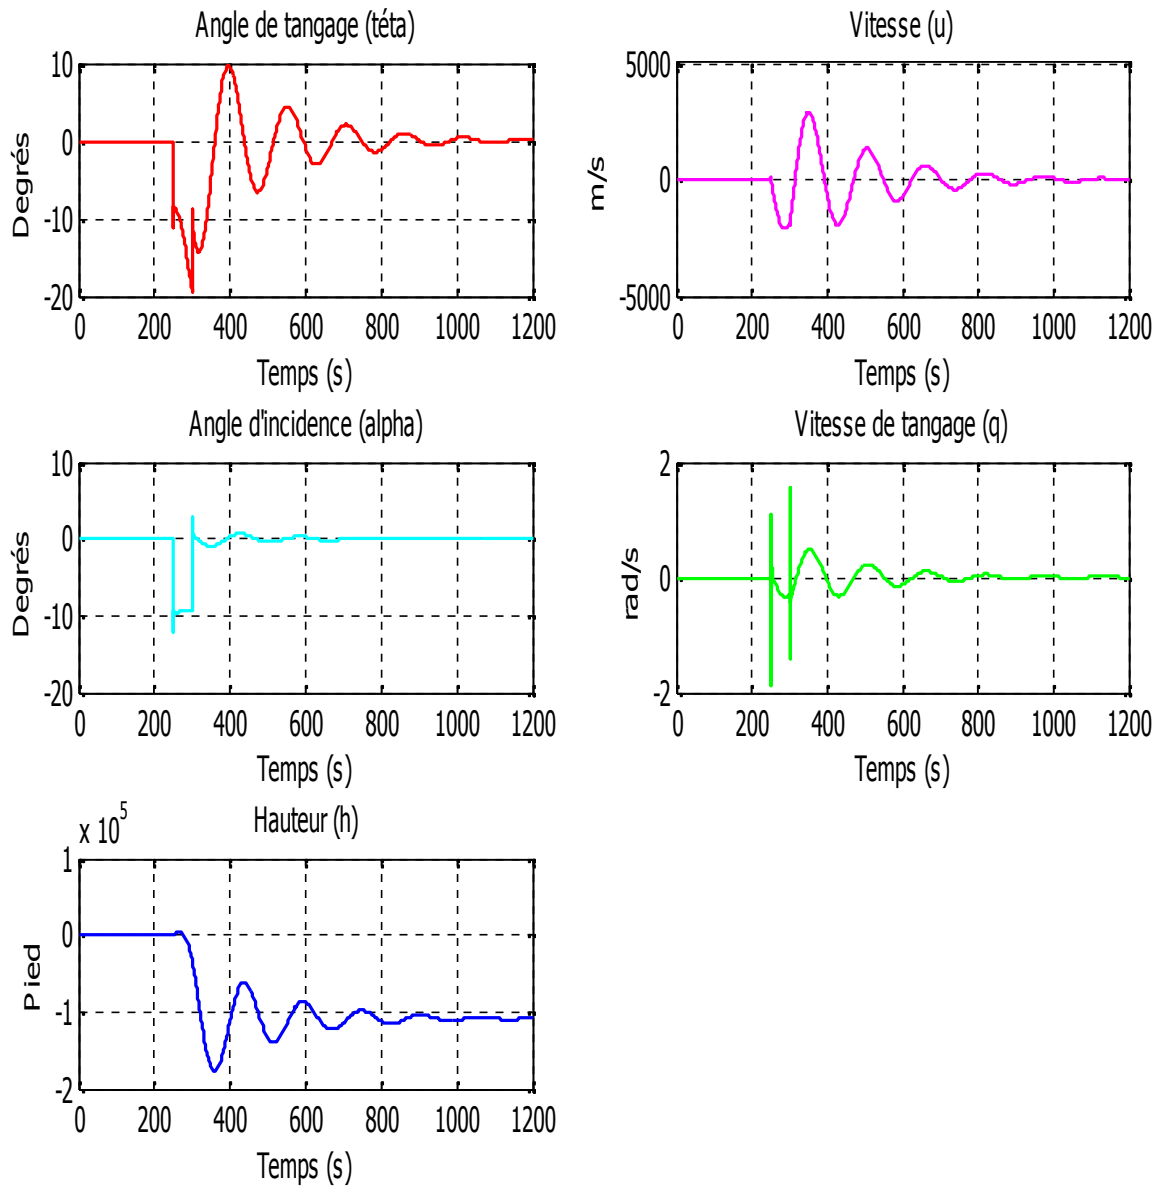 Angle de tangage (téta)
Degrés
10
0
-10
-20
0 200 400 600 800 1000 1200
Temps (s)
Vitesse (u)
m/s
5000
0
-5000
0 200 400 600 800 1000 1200
Temps (s)
Angle d'incidence (alpha)
Degrés
10
0
-10
-20
0 200 400 600 800 1000 1200
Temps (s)
Vitesse de tangage (q)
rad/s
2
0
-2
0 200 400 600 800 1000 1200
Temps (s)
Hauteur (h)
x 10^5
Pied
1
0
-1
-2
0 200 400 600 800 1000 1200
Temps (s)